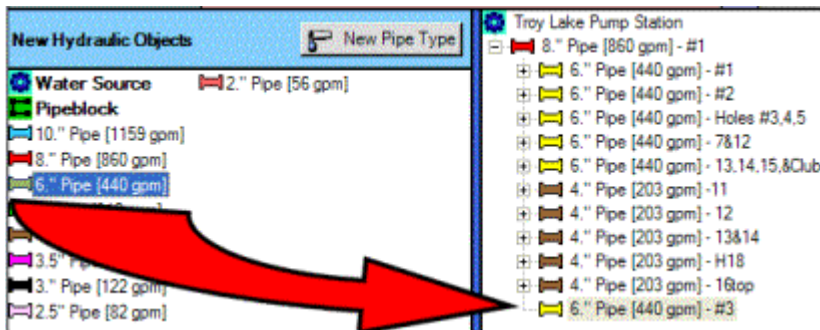 New Hydraulic Objects
New Pipe Type
Water Source
2." Pipe [56 gpm]
Pipeblock
10." Pipe [1159 gpm]
8." Pipe [860 gpm]
6." Pipe [440 gpm]
3.5"
3." Pipe [122 gpm]
2.5" Pipe [82 gpm]
Troy Lake Pump Station
8." Pipe [860 gpm] - #1
6." Pipe [440 gpm] - #1
6." Pipe [440 gpm] - #2
6." Pipe [440 gpm] - Holes #3,4,5
6." Pipe [440 gpm] - 7&12
6." Pipe [440 gpm] - 13.14.15,&Club
4." Pipe [203 gpm] -11
4." Pipe [203 gpm] - 12
4." Pipe [203 gpm] - 13&14
4." Pipe [203 gpm] - H18
4." Pipe [203 gpm] - 16top
6." Pipe [440 gpm] - #3